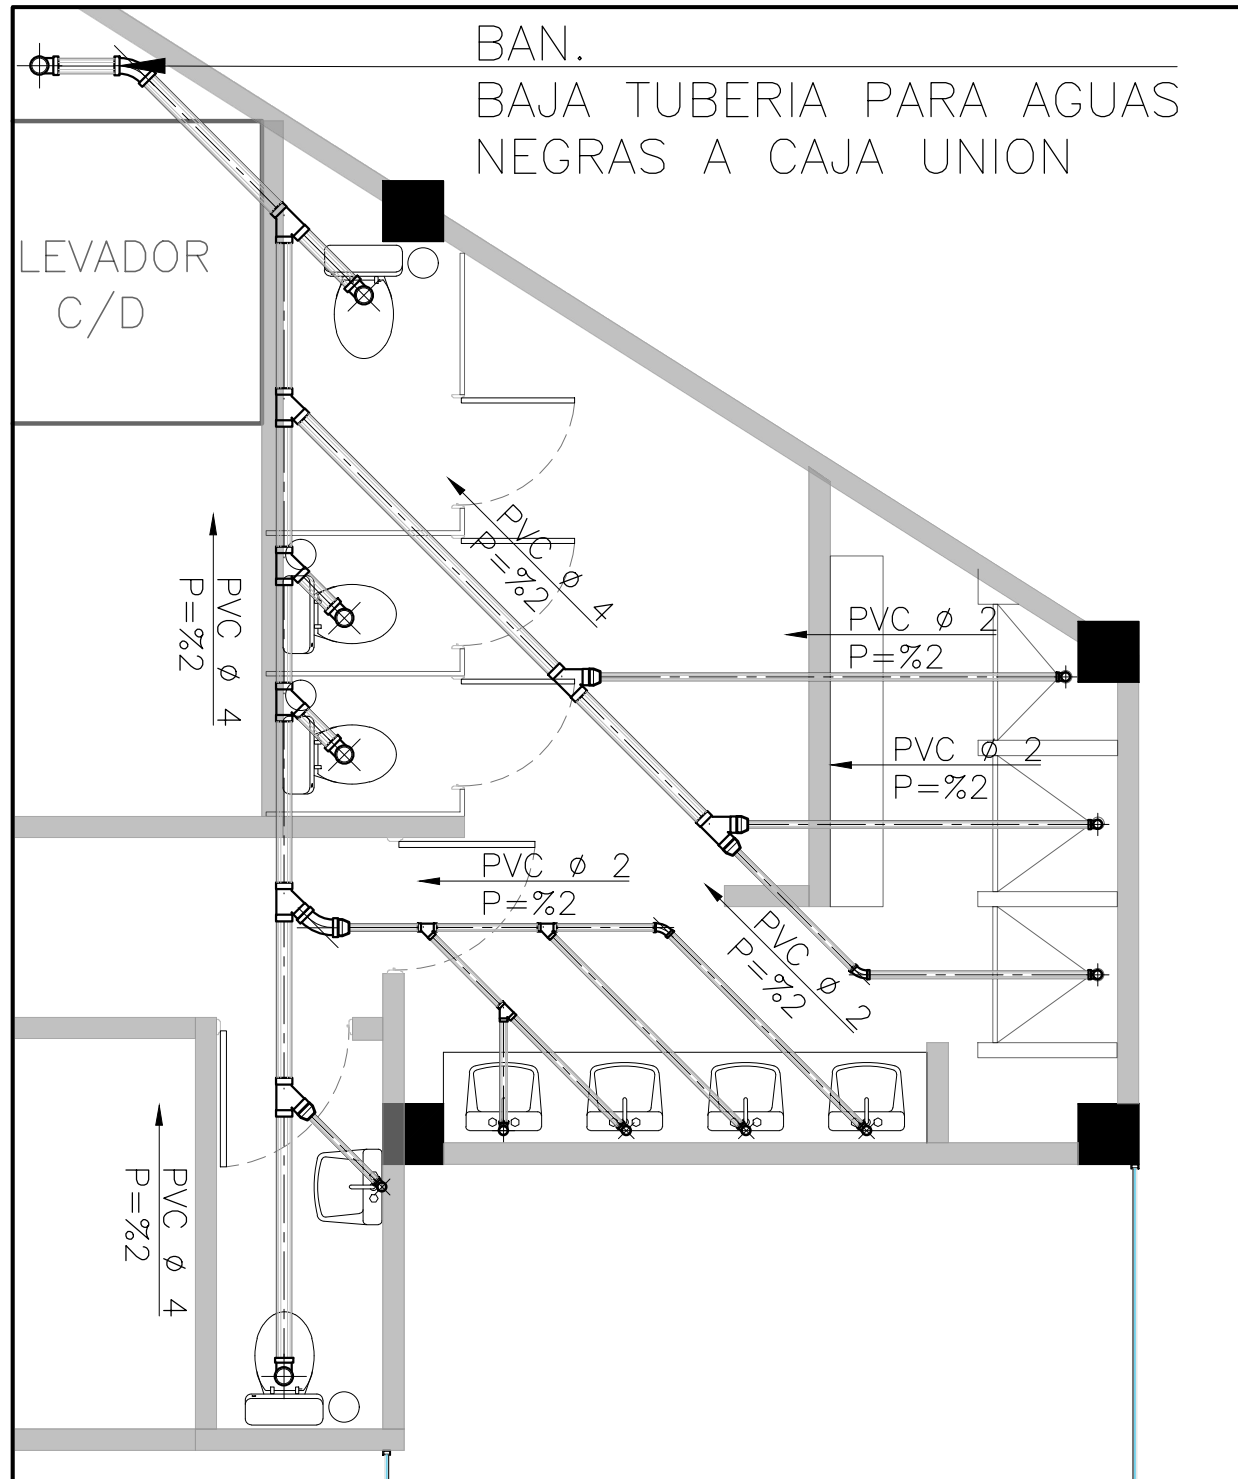 BAN.
BAJA TUBERIA PARA AGUAS
NEGRAS A CAJA UNION
LEVADOR
C/D
PVC ø 4
P=%2
PVC ø 4
P=%2
PVC ø 2
P=%2
PVC ø 2
P=%2
PVC ø 2
P=%2
PVC ø 2
P=%2
PVC ø 4
P=%2